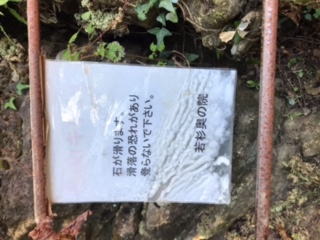 石が滑ります。
滑落の恐れがあり
登らないで下さい。
若杉奥の院